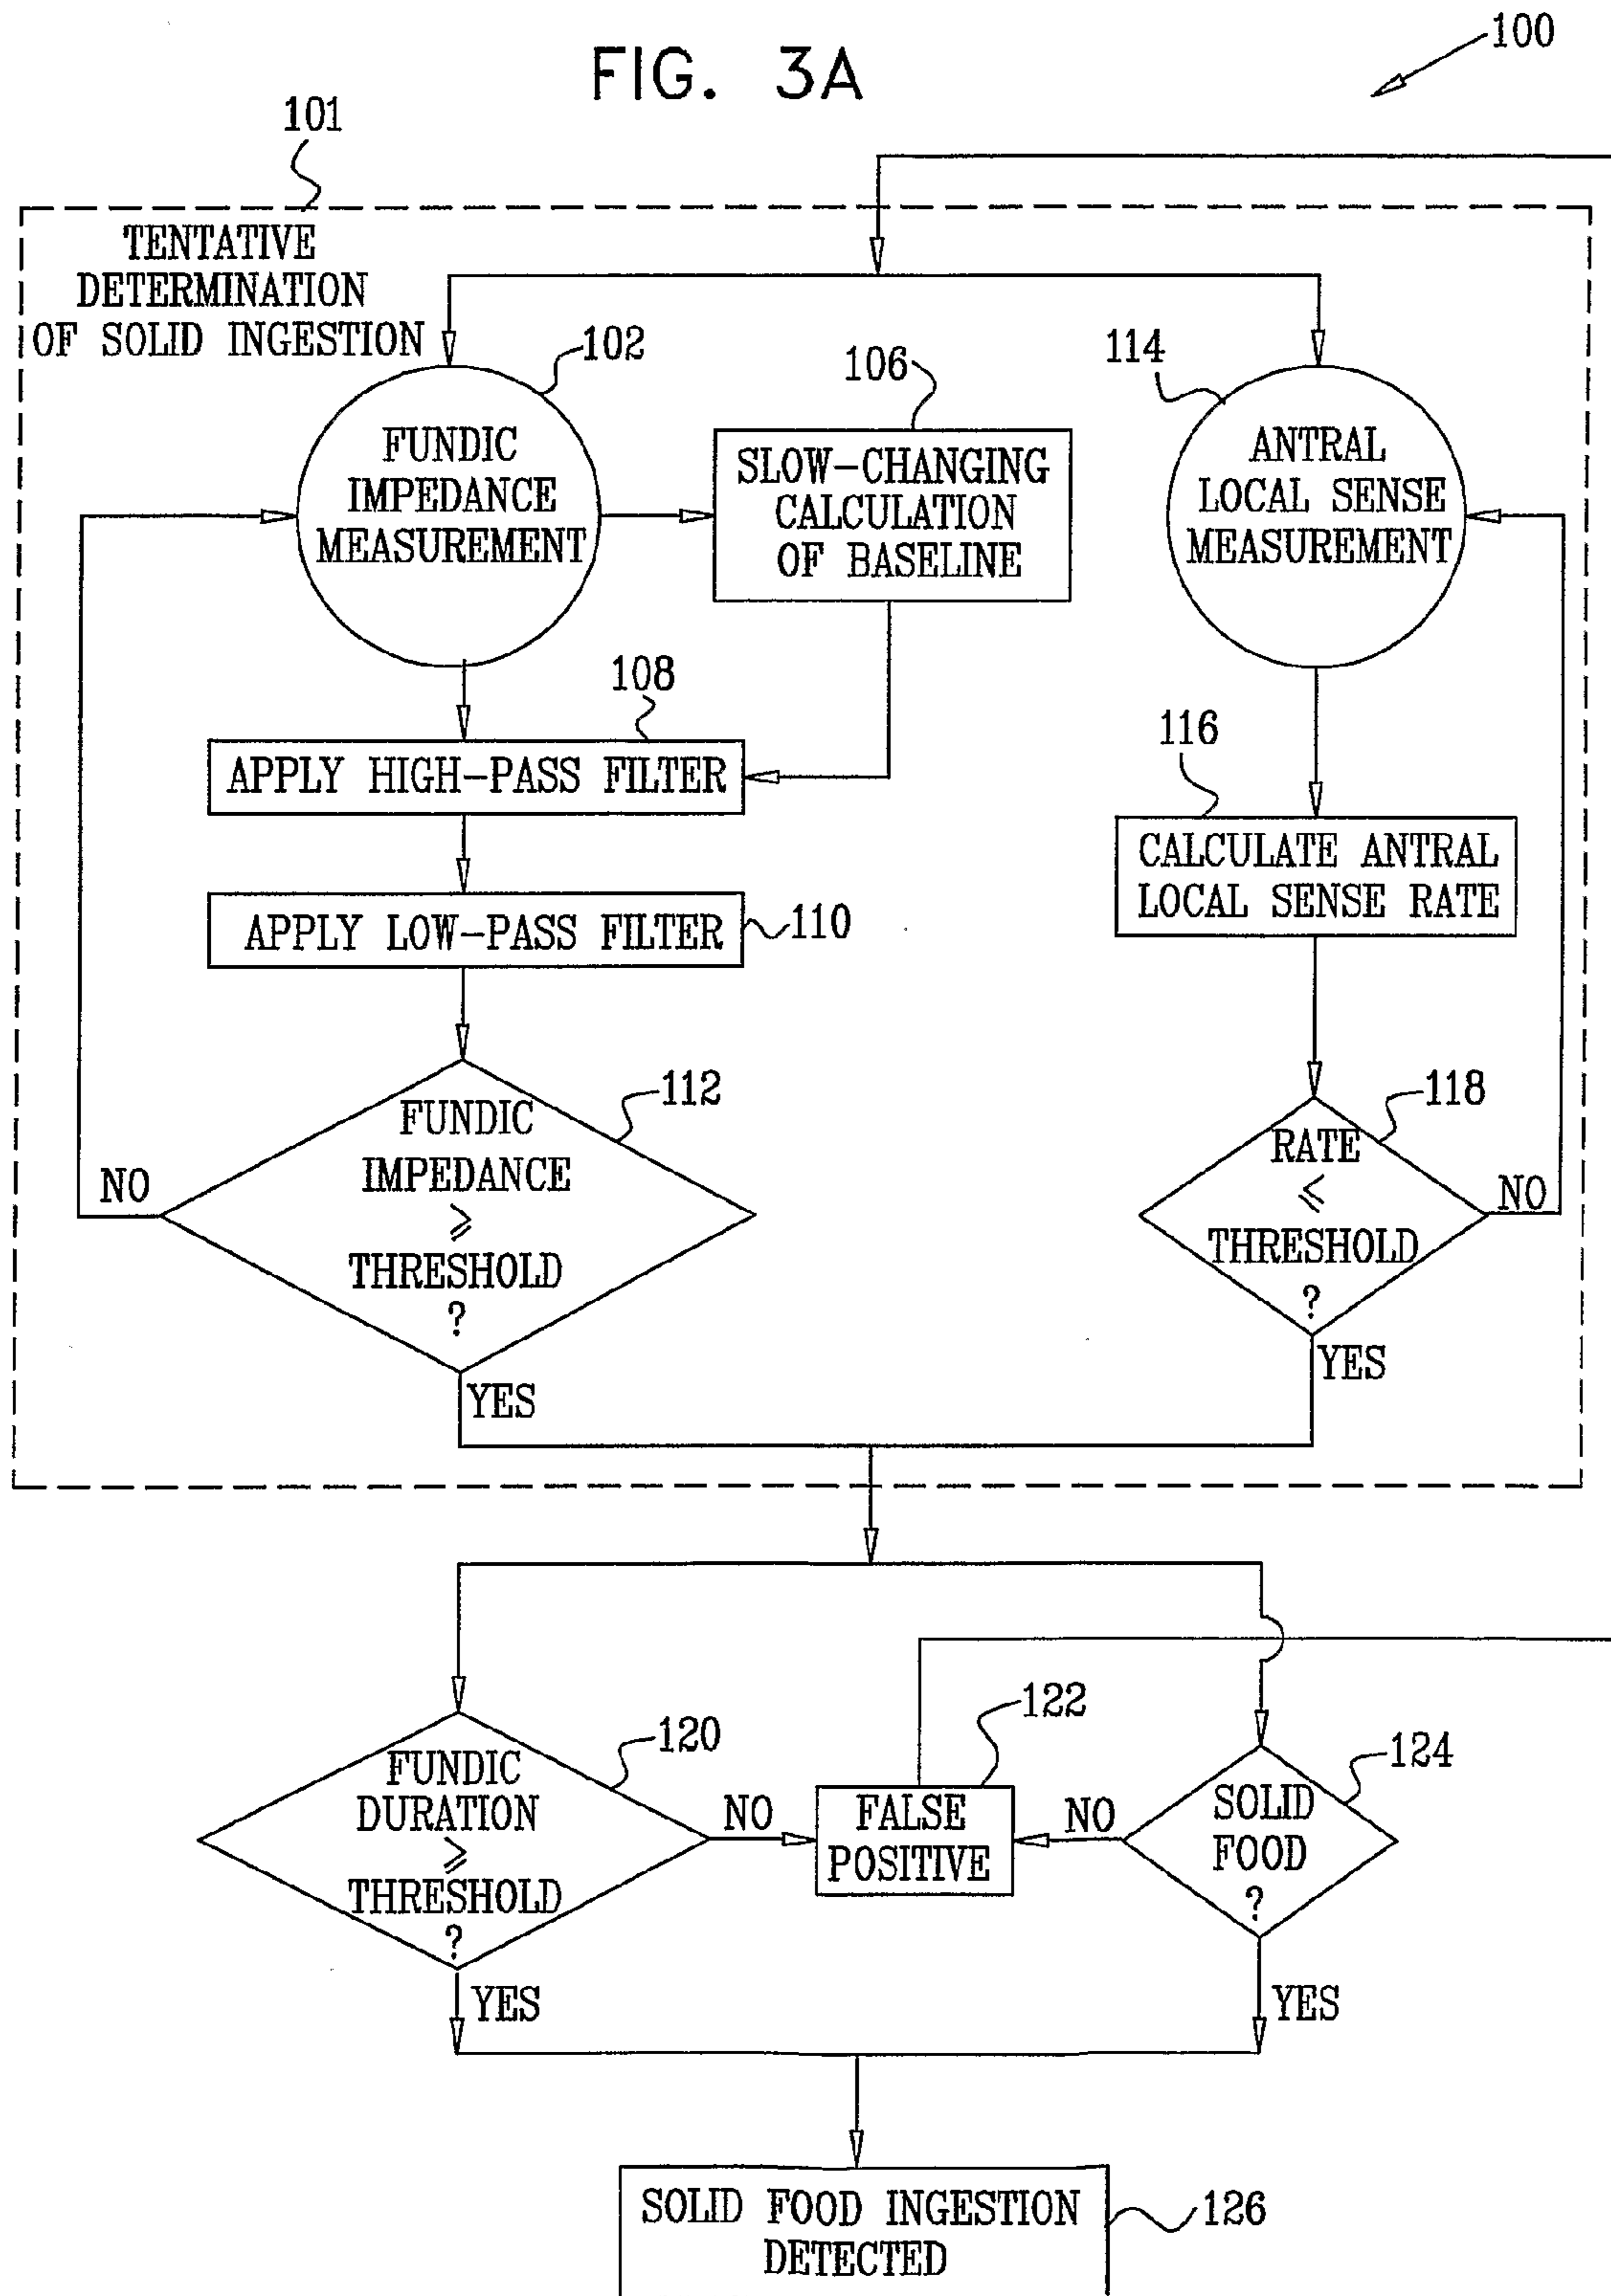 FIG. 3A
100
101
TENTATIVE
DETERMINATION
OF SOLID INGESTION
102
FUNDIC
IMPEDANCE
MEASUREMENT
106
SLOW-CHANGING
CALCULATION
OF BASELINE
114
ANTRAL
LOCAL SENSE
MEASUREMENT
108
APPLY HIGH-PASS FILTER
116
CALCULATE ANTRAL
LOCAL SENSE RATE
APPLY LOW-PASS FILTER
110
112
FUNDIC
IMPEDANCE
⩾
THRESHOLD
?
NO
YES
118
RATE
⩽
THRESHOLD
?
NO
YES
120
FUNDIC
DURATION
⩾
THRESHOLD
?
NO
YES
122
FALSE
POSITIVE
124
SOLID
FOOD
?
NO
YES
SOLID FOOD INGESTION
DETECTED
126